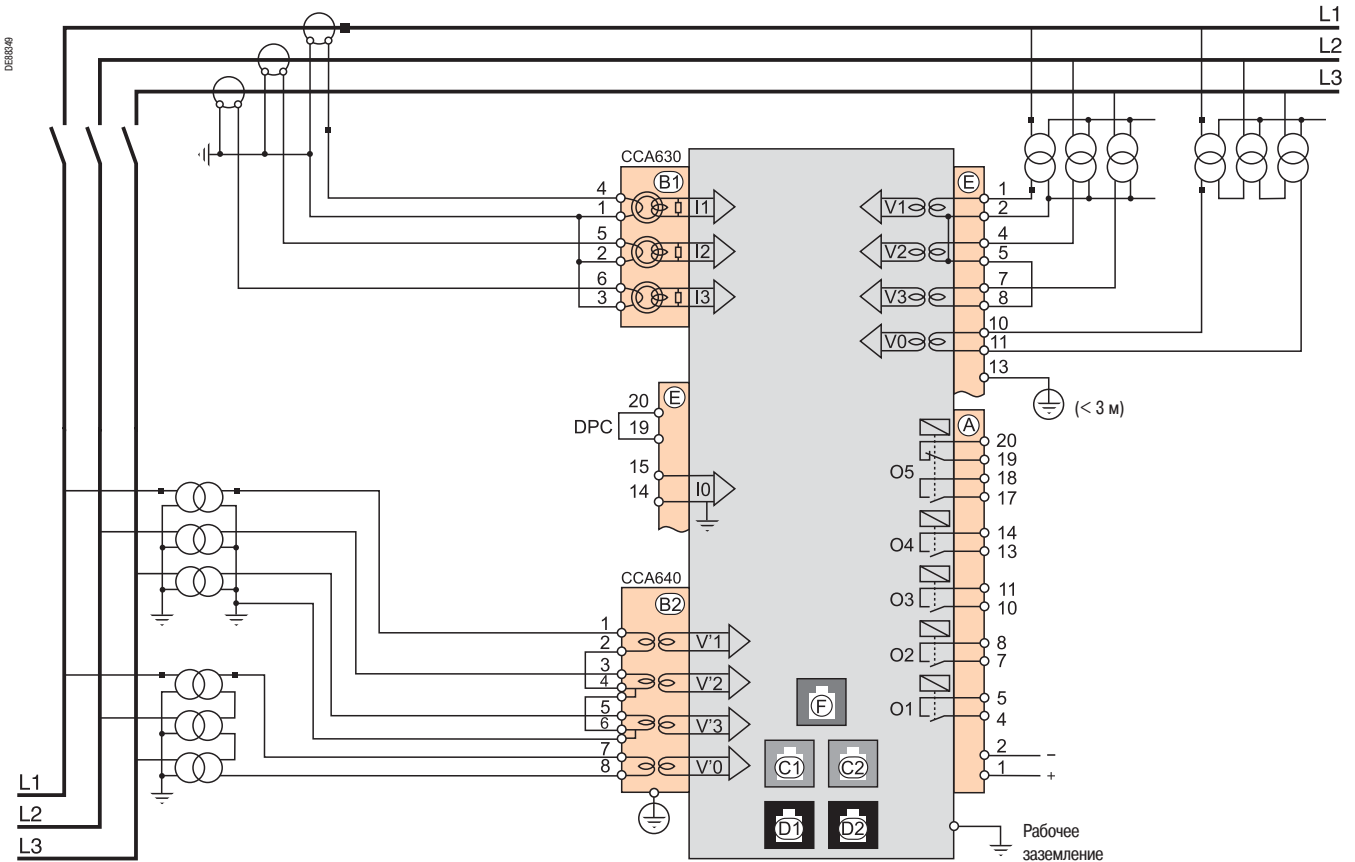 L1
L2
L3
DE88349
CCA630
B1
4
1
5
2
6
3
I1
I2
I3
E
V1
V2
V3
V0
1
2
4
5
7
8
10
11
13
(< 3 м)
E
20
DPC
19
15
14
I0
A
O5
20
19
18
17
O4
14
13
O3
11
10
O2
8
7
O1
5
4
2 −
1 +
CCA640
B2
1
2
3
4
5
6
7
8
V'1
V'2
V'3
V'0
F
C1
C2
D1
D2
L1
L2
L3
Рабочее
заземление